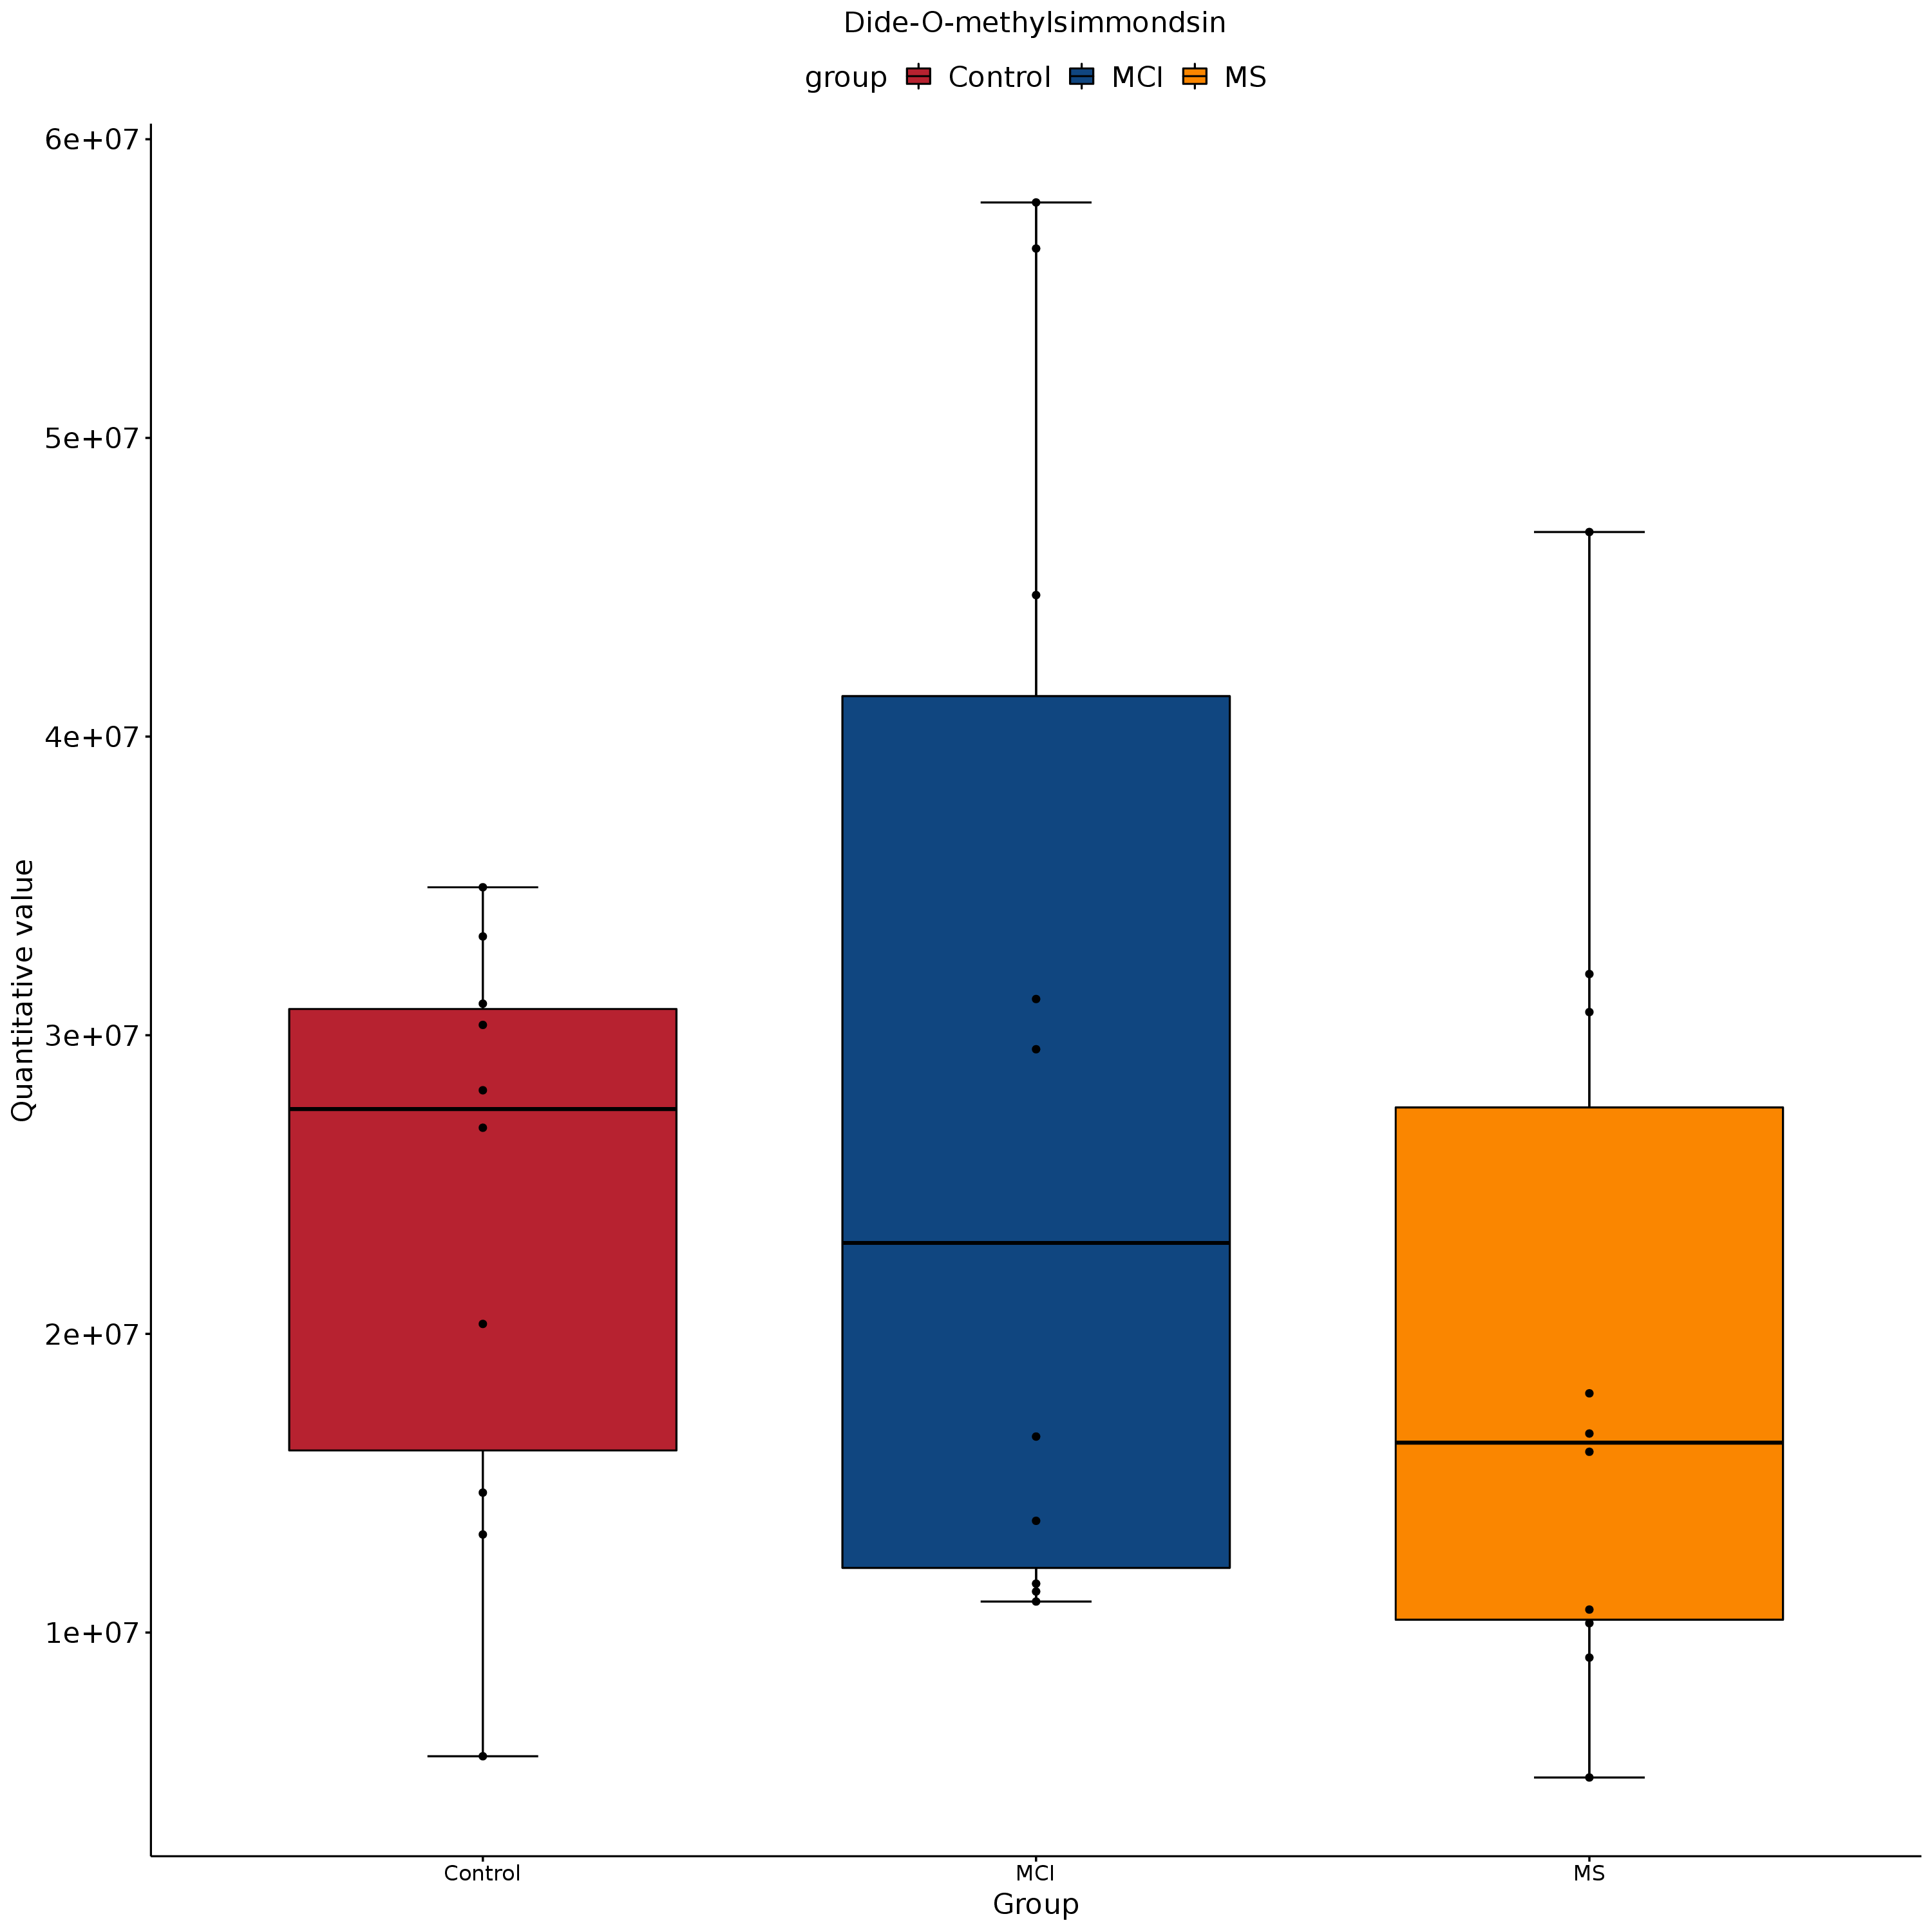 Dide-O-methylsimmondsin
group Control MCI MS
6e+07
5e+07
4e+07
3e+07
2e+07
1e+07
Quantitative value
Control MCI MS
Group